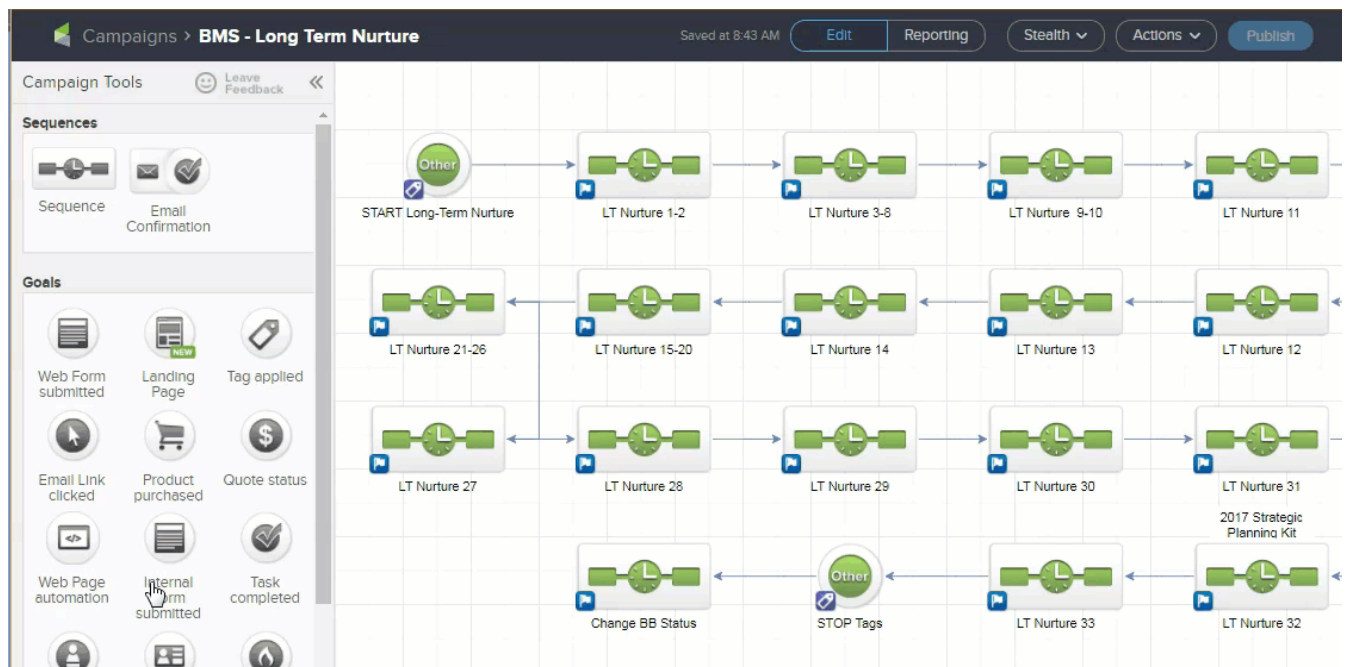 Campaigns > BMS - Long Term Nurture
Saved at 8:43 AM
Edit
Reporting
Stealth
Actions
Publish
Campaign Tools
Leave
Feedback
Sequences
Sequence
Email
Confirmation
Goals
Web Form
submitted
NEW
Landing
Page
Tag applied
Email Link
clicked
Product
purchased
$
Quote status
</>
Web Page
automation
Internal
submitted
Task
completed
Other
START Long-Term Nurture
LT Nurture 1-2
LT Nurture 3-8
LT Nurture 9-10
LT Nurture 11
LT Nurture 21-26
LT Nurture 15-20
LT Nurture 14
LT Nurture 13
LT Nurture 12
LT Nurture 27
LT Nurture 28
LT Nurture 29
LT Nurture 30
LT Nurture 31
2017 Strategic
Planning Kit
Change BB Status
Other
STOP Tags
LT Nurture 33
LT Nurture 32